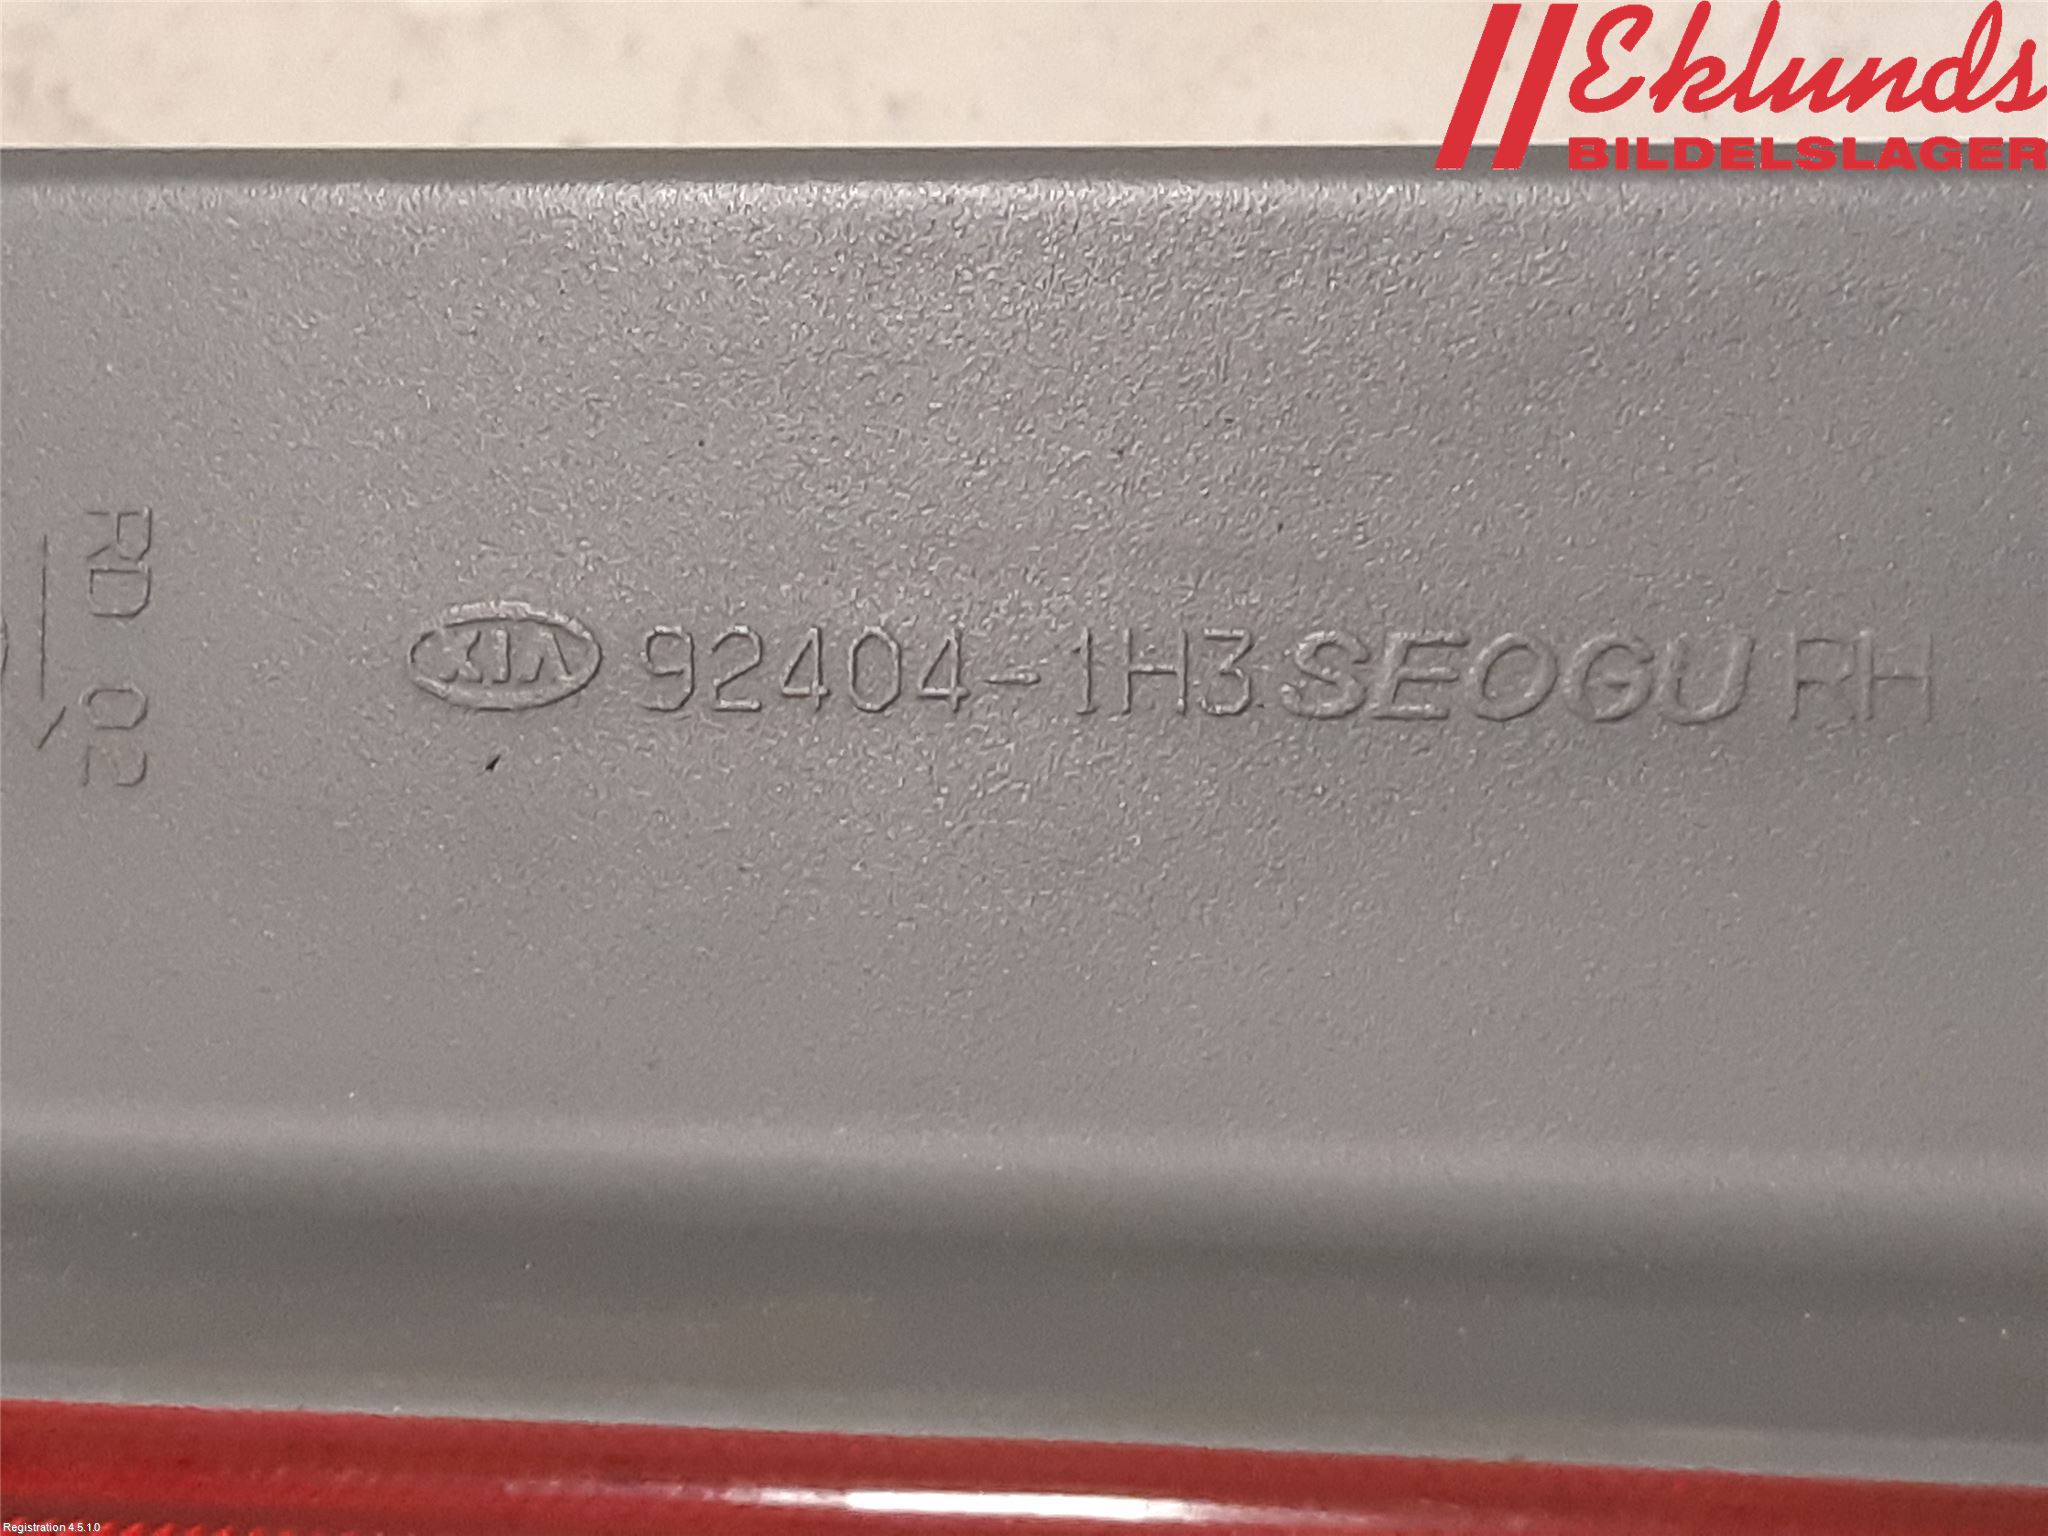 Eklunds
BILDELSLAGER
RD 02
KIA 92404-1H3 SEOGU RH
Registration 4.5.1.0